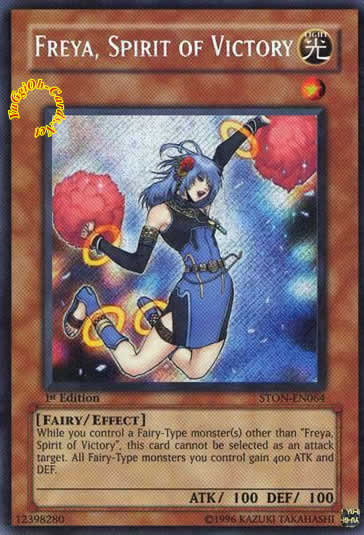 FREYA, SPIRIT OF VICTORY
LIGHT
光
YuGgiOh-Cards.Net
1st Edition
STON-EN064
[FAIRY/EFFECT]
While you control a Fairy-Type monster(s) other than "Freya,
Spirit of Victory", this card cannot be selected as an attack
target. All Fairy-Type monsters you control gain 400 ATK and
DEF.
ATK/ 100 DEF/ 100
12398280
©1996 KAZUKI TAKAHASHI